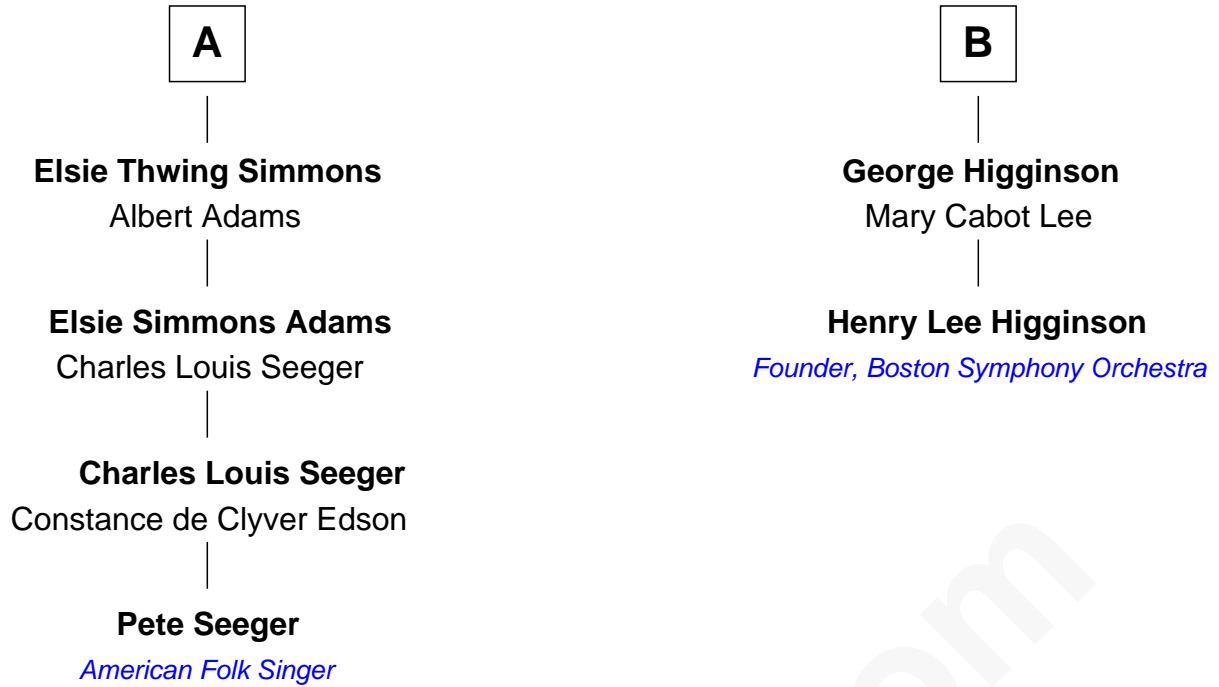 A
Elsie Thwing Simmons
Albert Adams
Elsie Simmons Adams
Charles Louis Seeger
Charles Louis Seeger
Constance de Clyver Edson
Pete Seeger
American Folk Singer
B
George Higginson
Mary Cabot Lee
Henry Lee Higginson
Founder, Boston Symphony Orchestra
om